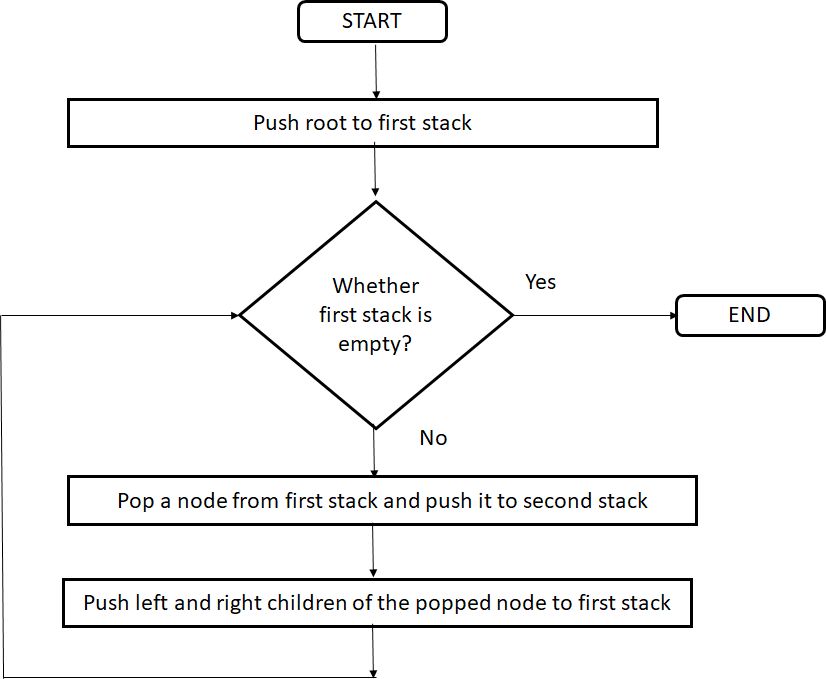 START
Push root to first stack
Whether
first stack is
empty?
Yes
END
No
Pop a node from first stack and push it to second stack
Push left and right children of the popped node to first stack